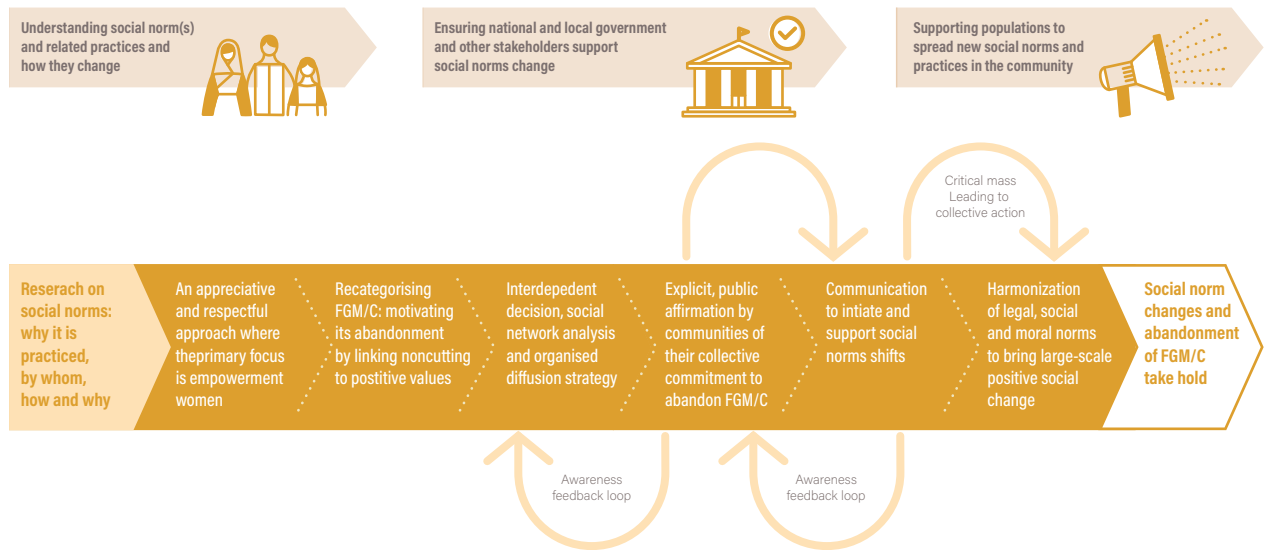 Understanding social norm(s)
and related practices and
how they change
Ensuring national and local government
and other stakeholders support
social norms change
Supporting populations to
spread new social norms and
practices in the community
Critical mass
Leading to
collective action
Reserach on
social norms:
why it is
practiced,
by whom,
how and why
An appreciative
and respectful
approach where
theprimary focus
is empowerment
women
Recategorising
FGM/C: motivating
its abandonment
by linking noncutting
to postitive values
Interdepedent
decision, social
network analysis
and organised
diffusion strategy
Explicit, public
affirmation by
communities of
their collective
commitment to
abandon FGM/C
Communication
to intiate and
support social
norms shifts
Harmonization
of legal, social
and moral norms
to bring large-scale
positive social
change
Social norm
changes and
abandonment
of FGM/C
take hold
Awareness
feedback loop
Awareness
feedback loop